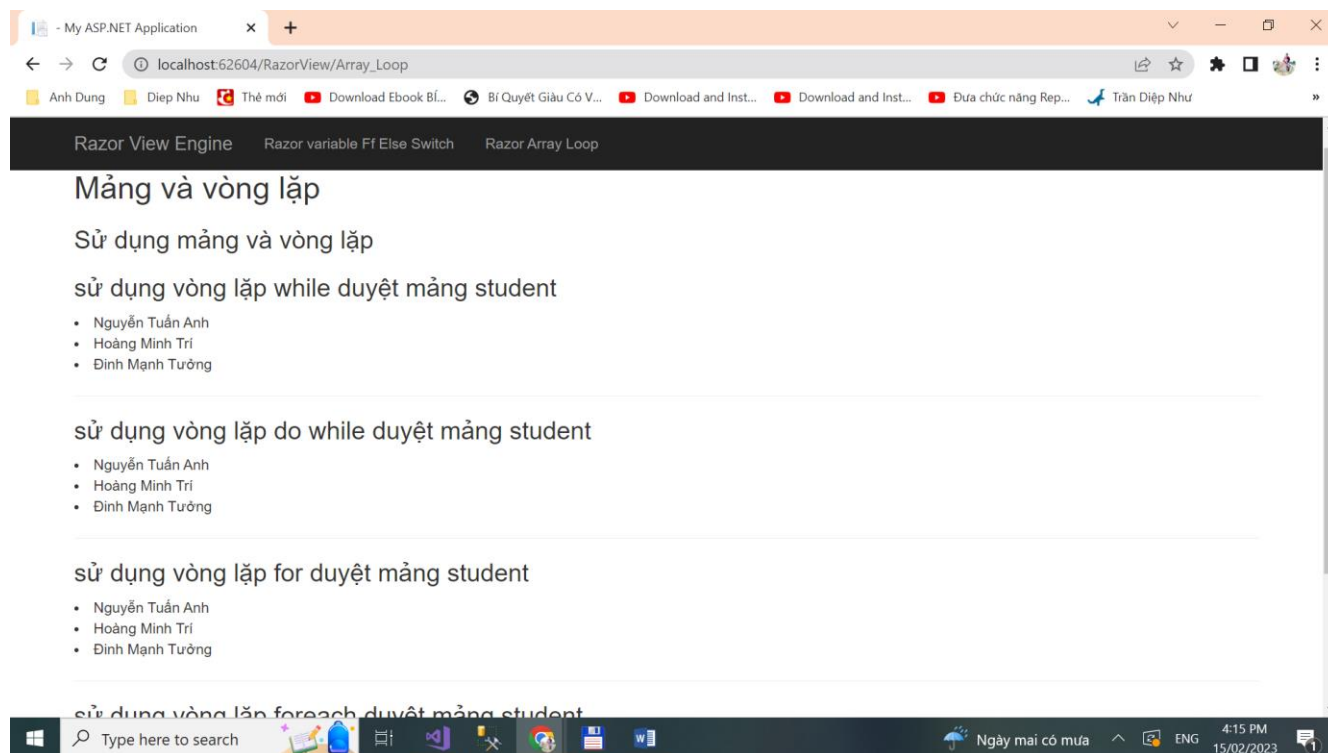 - My ASP.NET Application
localhost:62604/RazorView/Array_Loop
Anh Dung Diep Nhu Thẻ mới Download Ebook BÍ... Bí Quyết Giàu Có V... Download and Inst... Download and Inst... Đưa chức năng Rep... Trần Diệp Như »
Razor View Engine Razor variable Ff Else Switch Razor Array Loop
Mảng và vòng lặp
Sử dụng mảng và vòng lặp
sử dụng vòng lặp while duyệt mảng student
• Nguyễn Tuấn Anh
• Hoàng Minh Trí
• Đinh Mạnh Tưởng
sử dụng vòng lặp do while duyệt mảng student
• Nguyễn Tuấn Anh
• Hoàng Minh Trí
• Đinh Mạnh Tưởng
sử dụng vòng lặp for duyệt mảng student
• Nguyễn Tuấn Anh
• Hoàng Minh Trí
• Đinh Mạnh Tưởng
sử dụng vòng lặp foreach duyệt mảng student
Type here to search
Ngày mai có mưa ENG
4:15 PM
15/02/2023
1